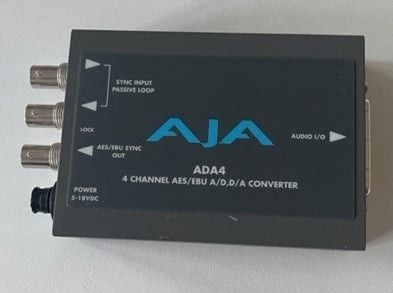 SYNC INPUT
PASSIVE LOOP
LOCK
AES/EBU SYNC
OUT
POWER
5-18VDC
AJA
AUDIO I/O
ADA4
4 CHANNEL AES/EBU A/D,D/A CONVERTER